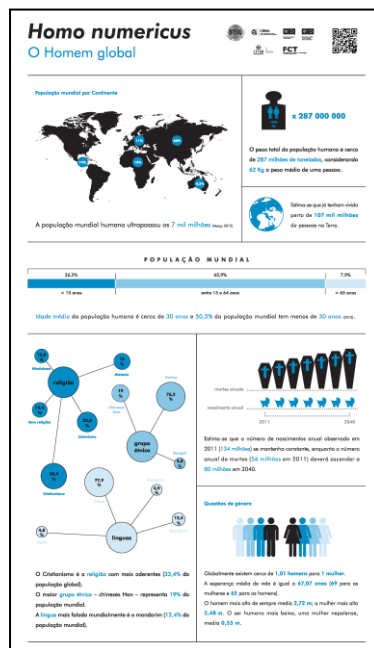 Homo numericus
O Homem global
FCT
População mundial por Continente
11%
60%
14%
15%
A população mundial humana ultrapassou os 7 mil milhões
x 287 000 000
O peso total da população humana é cerca
de 287 milhões de toneladas, considerando
62 Kg o peso médio de uma pessoa.
Estima-se que já tenham vivido
perto de 107 mil milhões
de pessoas na Terra.
POPULAÇÃO MUNDIAL
26,2%
65,9%
7,9%
< 15 anos
entre 15 e 64 anos
> 65 anos
Idade média da população humana é cerca de 30 anos e 50,5% da população mundial tem menos de 30 anos
religião
grupo
étnico
línguas
O Cristianismo é a religião com mais aderentes (33,4% da
população global).
O maior grupo étnico – chineses Han – representa 19% da
população mundial.
A língua mais falada mundialmente é o mandarim (12,4% da
população mundial).
mortes anuais
nascimento anual
2011
2040
Estima-se que o número de nascimentos anual observado em
2011 (134 milhões) se mantenha constante, enquanto o número
anual de mortes (56 milhões em 2011) deverá ascender a
80 milhões em 2040.
Questões de género
Globalmente existem cerca de 1,01 homens para 1 mulher.
A esperança média de vida é igual a 67,07 anos (69 para as
mulheres e 65 para os homens).
O homem mais alto de sempre media 2,72 m, a mulher mais alta
2,48 m. O ser humano mais baixo, uma mulher nepalense,
media 0,55 m.